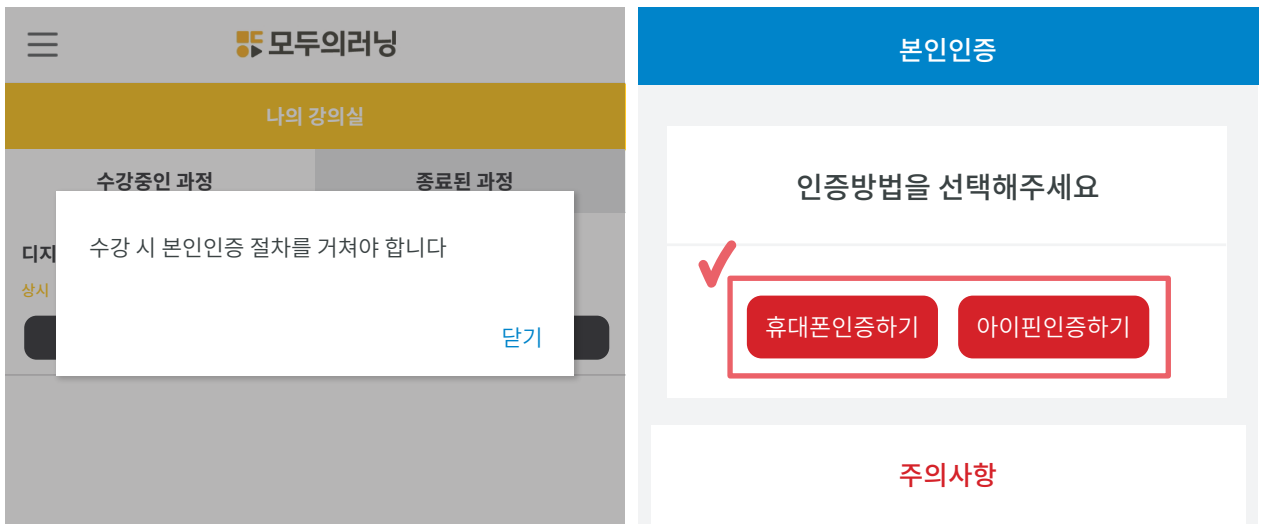 모두의러닝
나의 강의실
수강중인 과정
종료된 과정
디지
상시
수강 시 본인인증 절차를 거쳐야 합니다
닫기
본인인증
인증방법을 선택해주세요
휴대폰인증하기
아이핀인증하기
주의사항